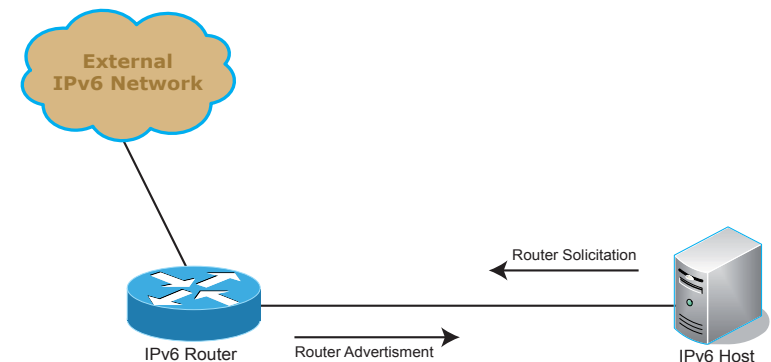 External
IPv6 Network
Router Solicitation
IPv6 Router
Router Advertisment
IPv6 Host